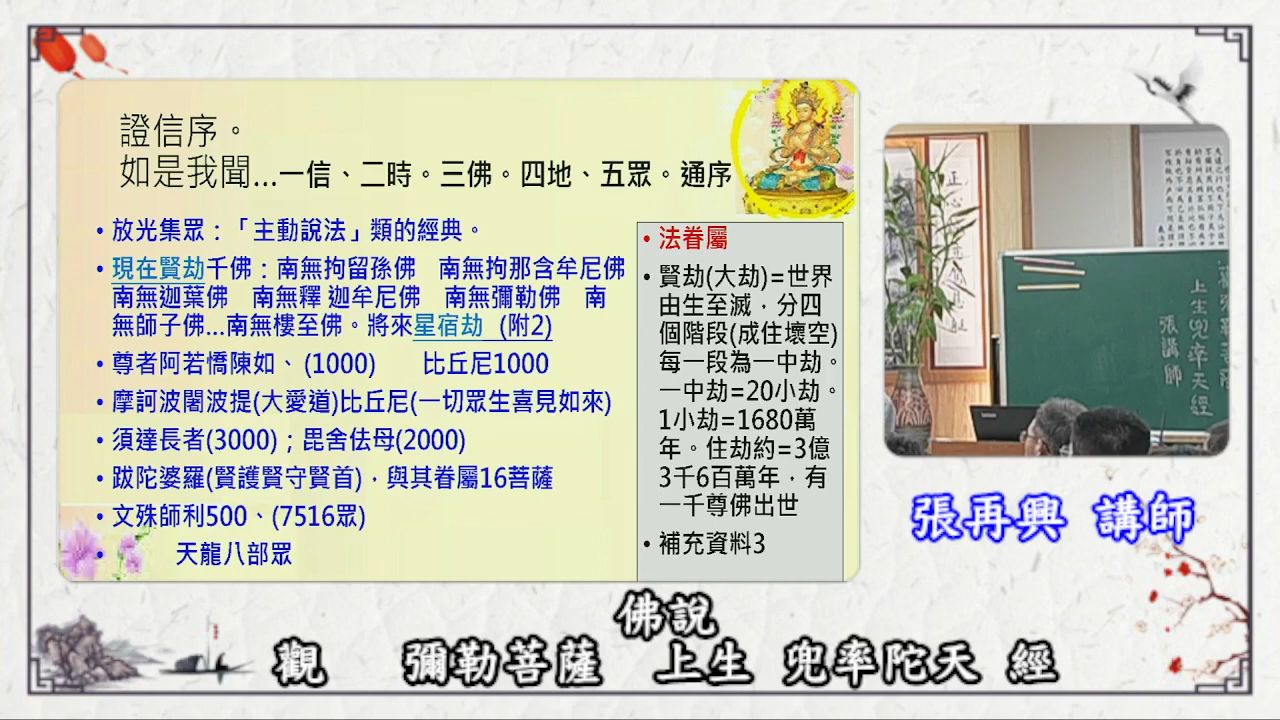 證信序。
如是我聞...一信、二時。三佛。四地、五眾。通序
• 放光集眾：「主動說法」類的經典。
• 現在賢劫千佛：南無拘留孫佛 南無拘那含牟尼佛
南無迦葉佛 南無釋 迦牟尼佛 南無彌勒佛 南
無師子佛...南無樓至佛。將來星宿劫 (附2)
• 尊者阿若憍陳如、(1000) 比丘尼1000
• 摩訶波闍波提(大愛道)比丘尼(一切眾生喜見如來)
• 須達長者(3000)；毘舍佉母(2000)
• 跋陀婆羅(賢護賢守賢首)，與其眷屬16菩薩
• 文殊師利500、(7516眾)
• 天龍八部眾
• 法眷屬
• 賢劫(大劫)=世界
由生至滅，分四
個階段(成住壞空)
每一段為一中劫。
一中劫=20小劫。
1小劫=1680萬
年。住劫約=3億
3千6百萬年，有
一千尊佛出世
• 補充資料3
上生兜率天經
張講師
張再興 講師
佛說
觀 彌勒菩薩 上生 兜率陀天 經